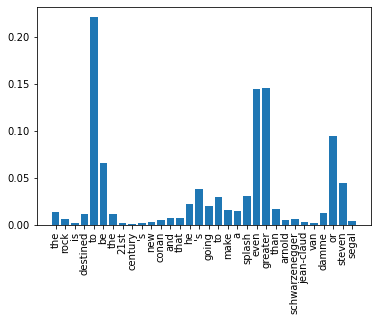 0.20
0.15
0.10
0.05
0.00
the
rock
is
destined
to
be
the
21st
century
's
new
conan
and
that
he
's
going
to
make
a
splash
even
greater
than
arnold
schwarzenegger
jean-claud
van
damme
or
steven
segal